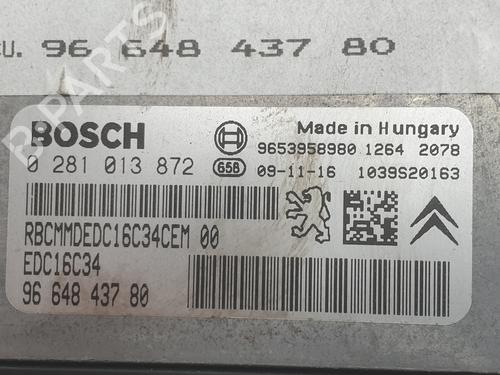 CU. 96 648 437 80
BOSCH
Made in Hungary
9653958980 1264 2078
0 281 013 872
658
09-11-16 1039S20163
RBCMMDEDC16C34CEM 00
EDC16C34
96 648 437 80